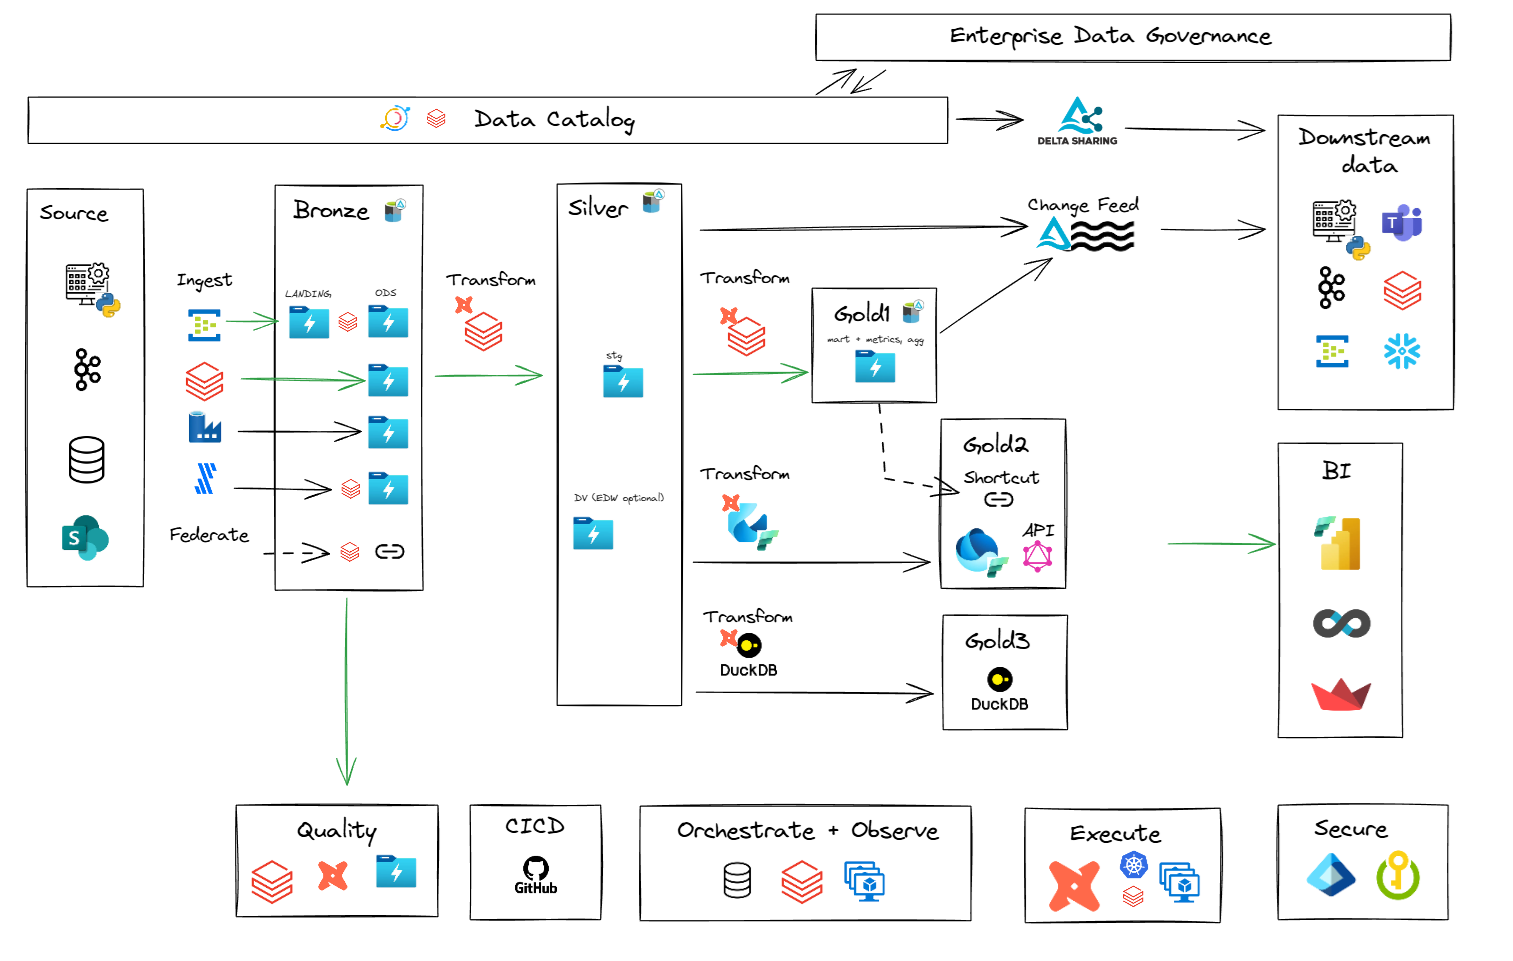 Enterprise Data Governance
Data Catalog
DELTA SHARING
Downstream
data
Source
Bronze
Silver
Change Feed
Ingest
Transform
Transform
LANDING
ODS
Gold1
mart + metrics, agg
stg
T
Gold2
Shortcut
API
Transform
DV (EDW optional)
BI
S
Federate
Transform
DuckDB
Gold3
DuckDB
Quality
CICD
GitHub
Orchestrate + Observe
Execute
Secure